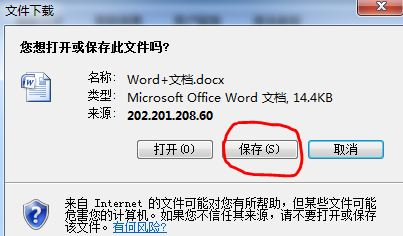 文件下载
您想打开或保存此文件吗?
名称: Word+文档.docx
类型: Microsoft Office Word 文档, 14.4KB
来源: 202.201.208.60
打开(O) 保存(S) 取消
来自 Internet 的文件可能对您有所帮助,但某些文件可能
危害您的计算机。如果您不信任其来源,请不要打开或保存
该文件。有何风险?